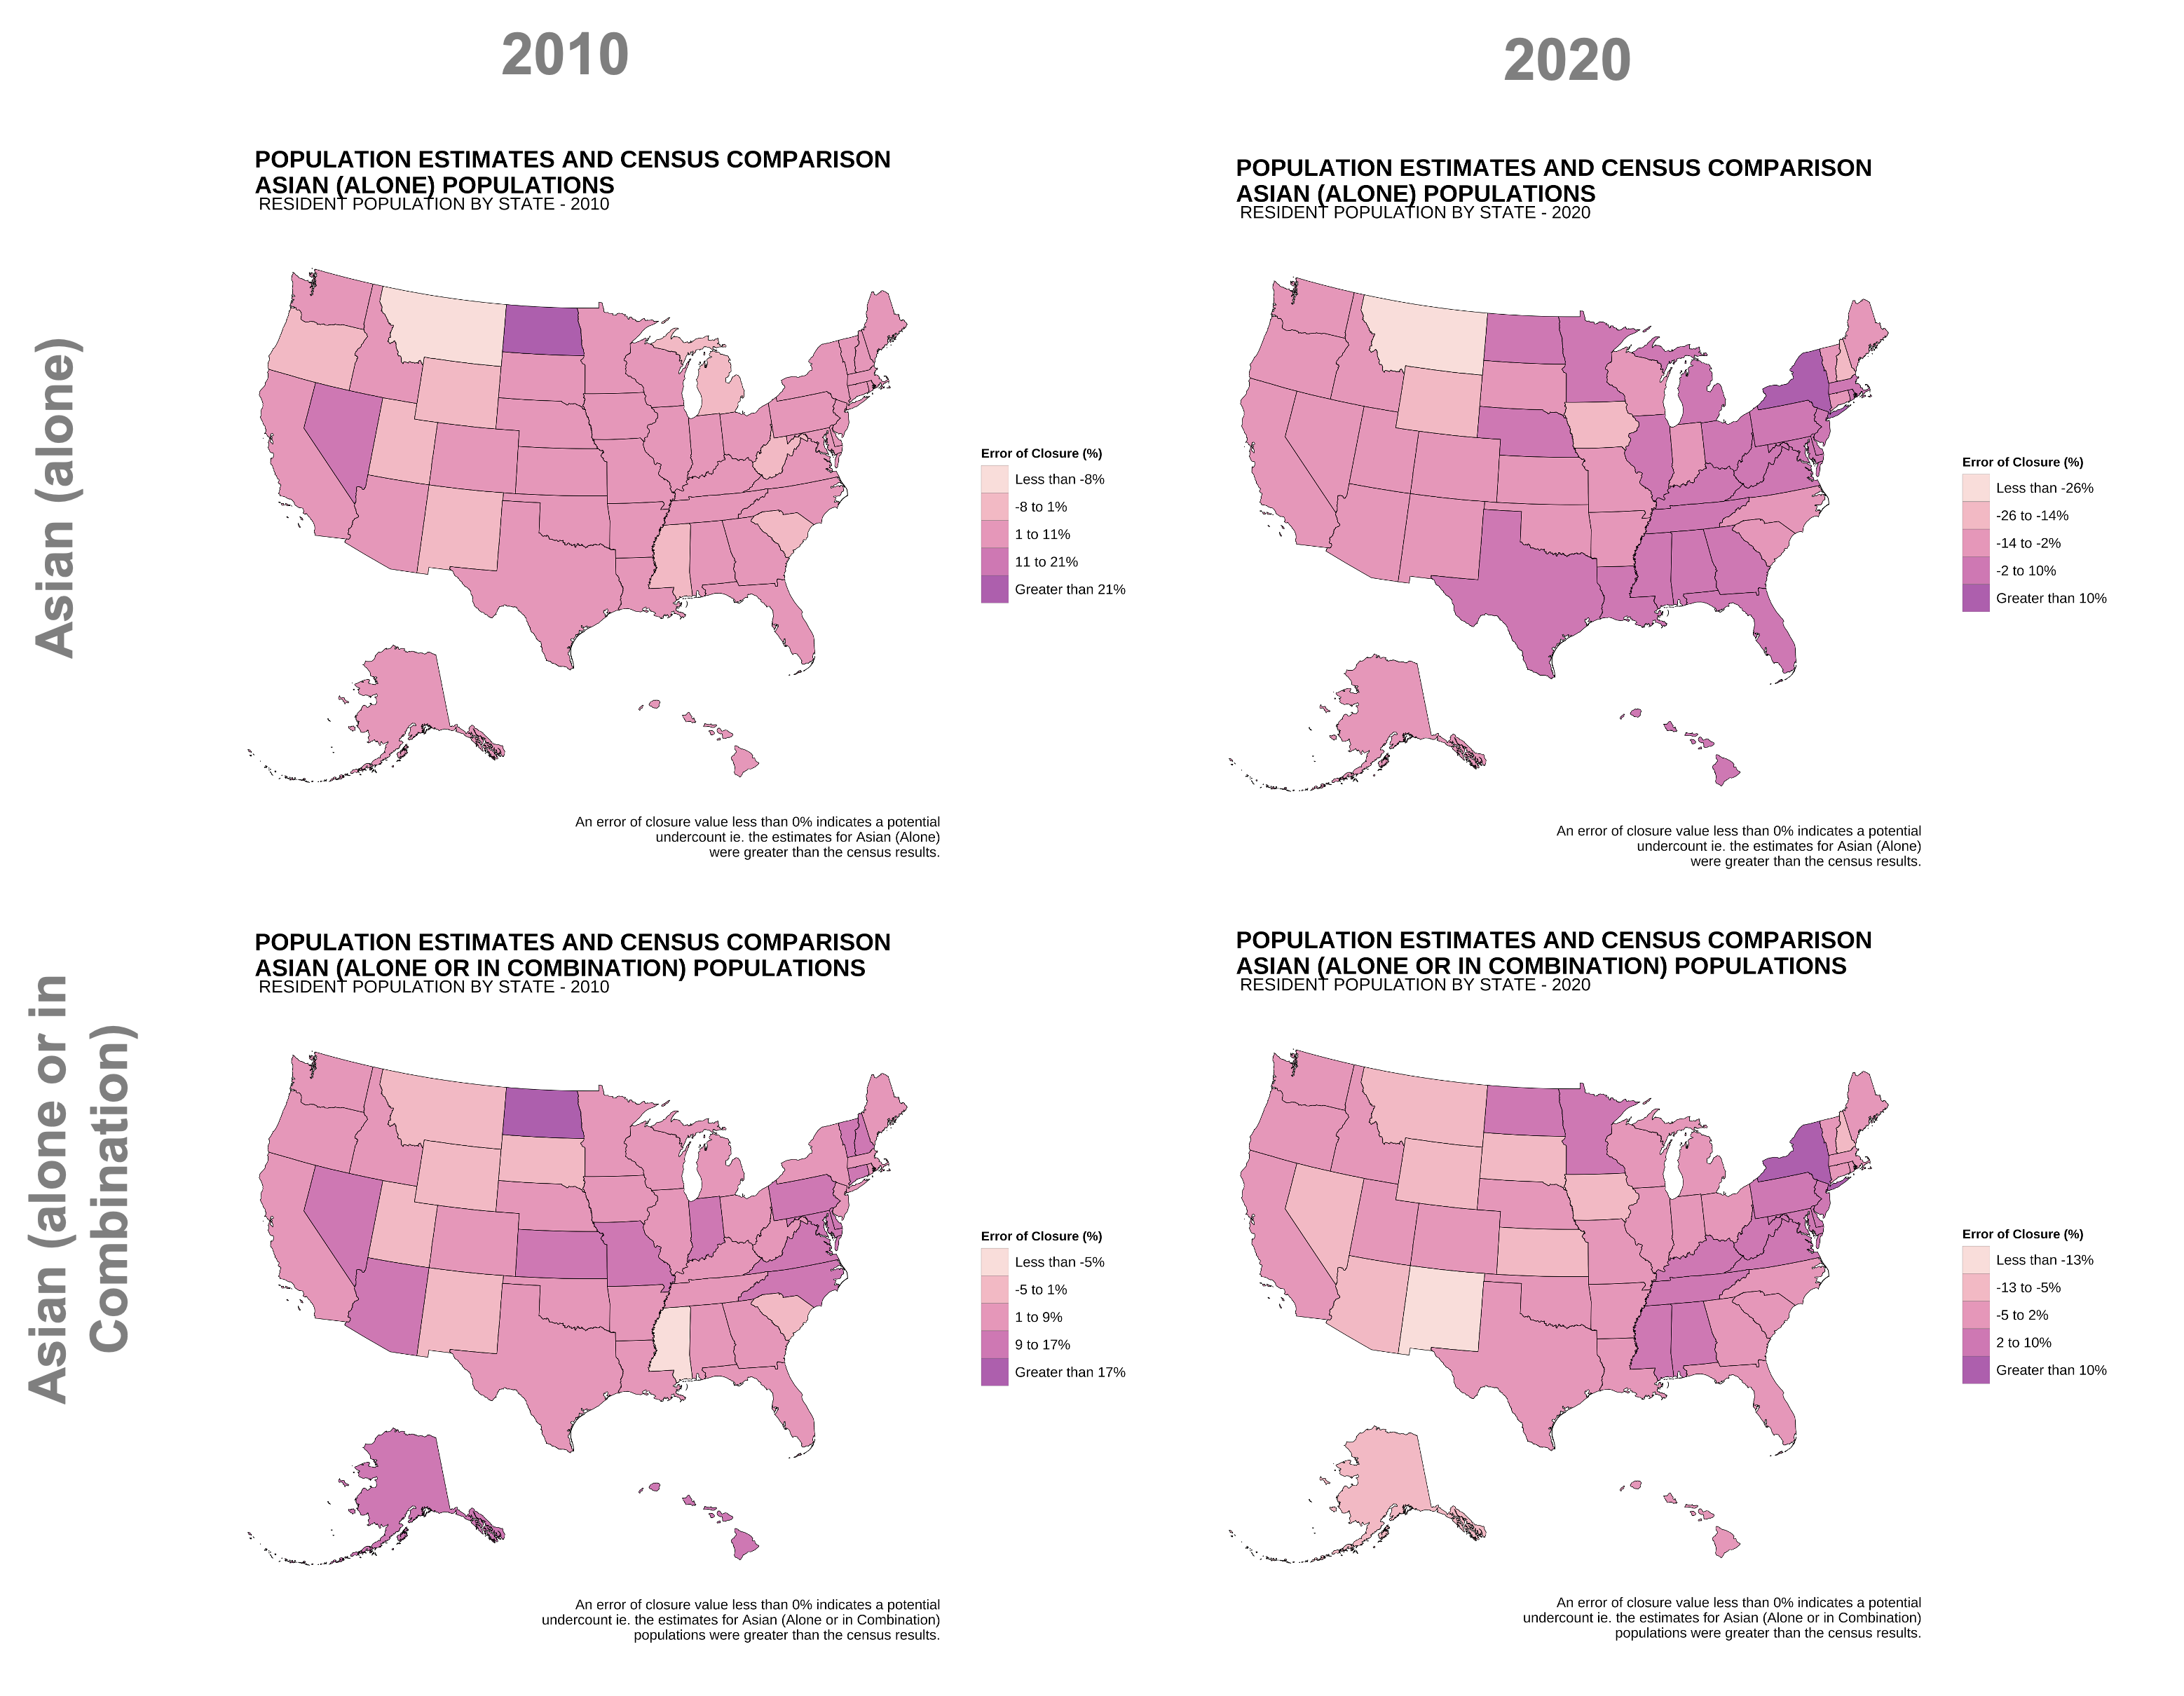 2010
2020
Asian (alone)
POPULATION ESTIMATES AND CENSUS COMPARISON
ASIAN (ALONE) POPULATIONS
RESIDENT POPULATION BY STATE - 2010
Error of Closure (%)
Less than -8%
-8 to 1%
1 to 11%
11 to 21%
Greater than 21%
An error of closure value less than 0% indicates a potential
undercount ie. the estimates for Asian (Alone)
were greater than the census results.
POPULATION ESTIMATES AND CENSUS COMPARISON
ASIAN (ALONE) POPULATIONS
RESIDENT POPULATION BY STATE - 2020
Error of Closure (%)
Less than -26%
-26 to -14%
-14 to -2%
-2 to 10%
Greater than 10%
An error of closure value less than 0% indicates a potential
undercount ie. the estimates for Asian (Alone)
were greater than the census results.
Asian (alone or in
Combination)
POPULATION ESTIMATES AND CENSUS COMPARISON
ASIAN (ALONE OR IN COMBINATION) POPULATIONS
RESIDENT POPULATION BY STATE - 2010
Error of Closure (%)
Less than -5%
-5 to 1%
1 to 9%
9 to 17%
Greater than 17%
An error of closure value less than 0% indicates a potential
undercount ie. the estimates for Asian (Alone or in Combination)
populations were greater than the census results.
POPULATION ESTIMATES AND CENSUS COMPARISON
ASIAN (ALONE OR IN COMBINATION) POPULATIONS
RESIDENT POPULATION BY STATE - 2020
Error of Closure (%)
Less than -13%
-13 to -5%
-5 to 2%
2 to 10%
Greater than 10%
An error of closure value less than 0% indicates a potential
undercount ie. the estimates for Asian (Alone or in Combination)
populations were greater than the census results.